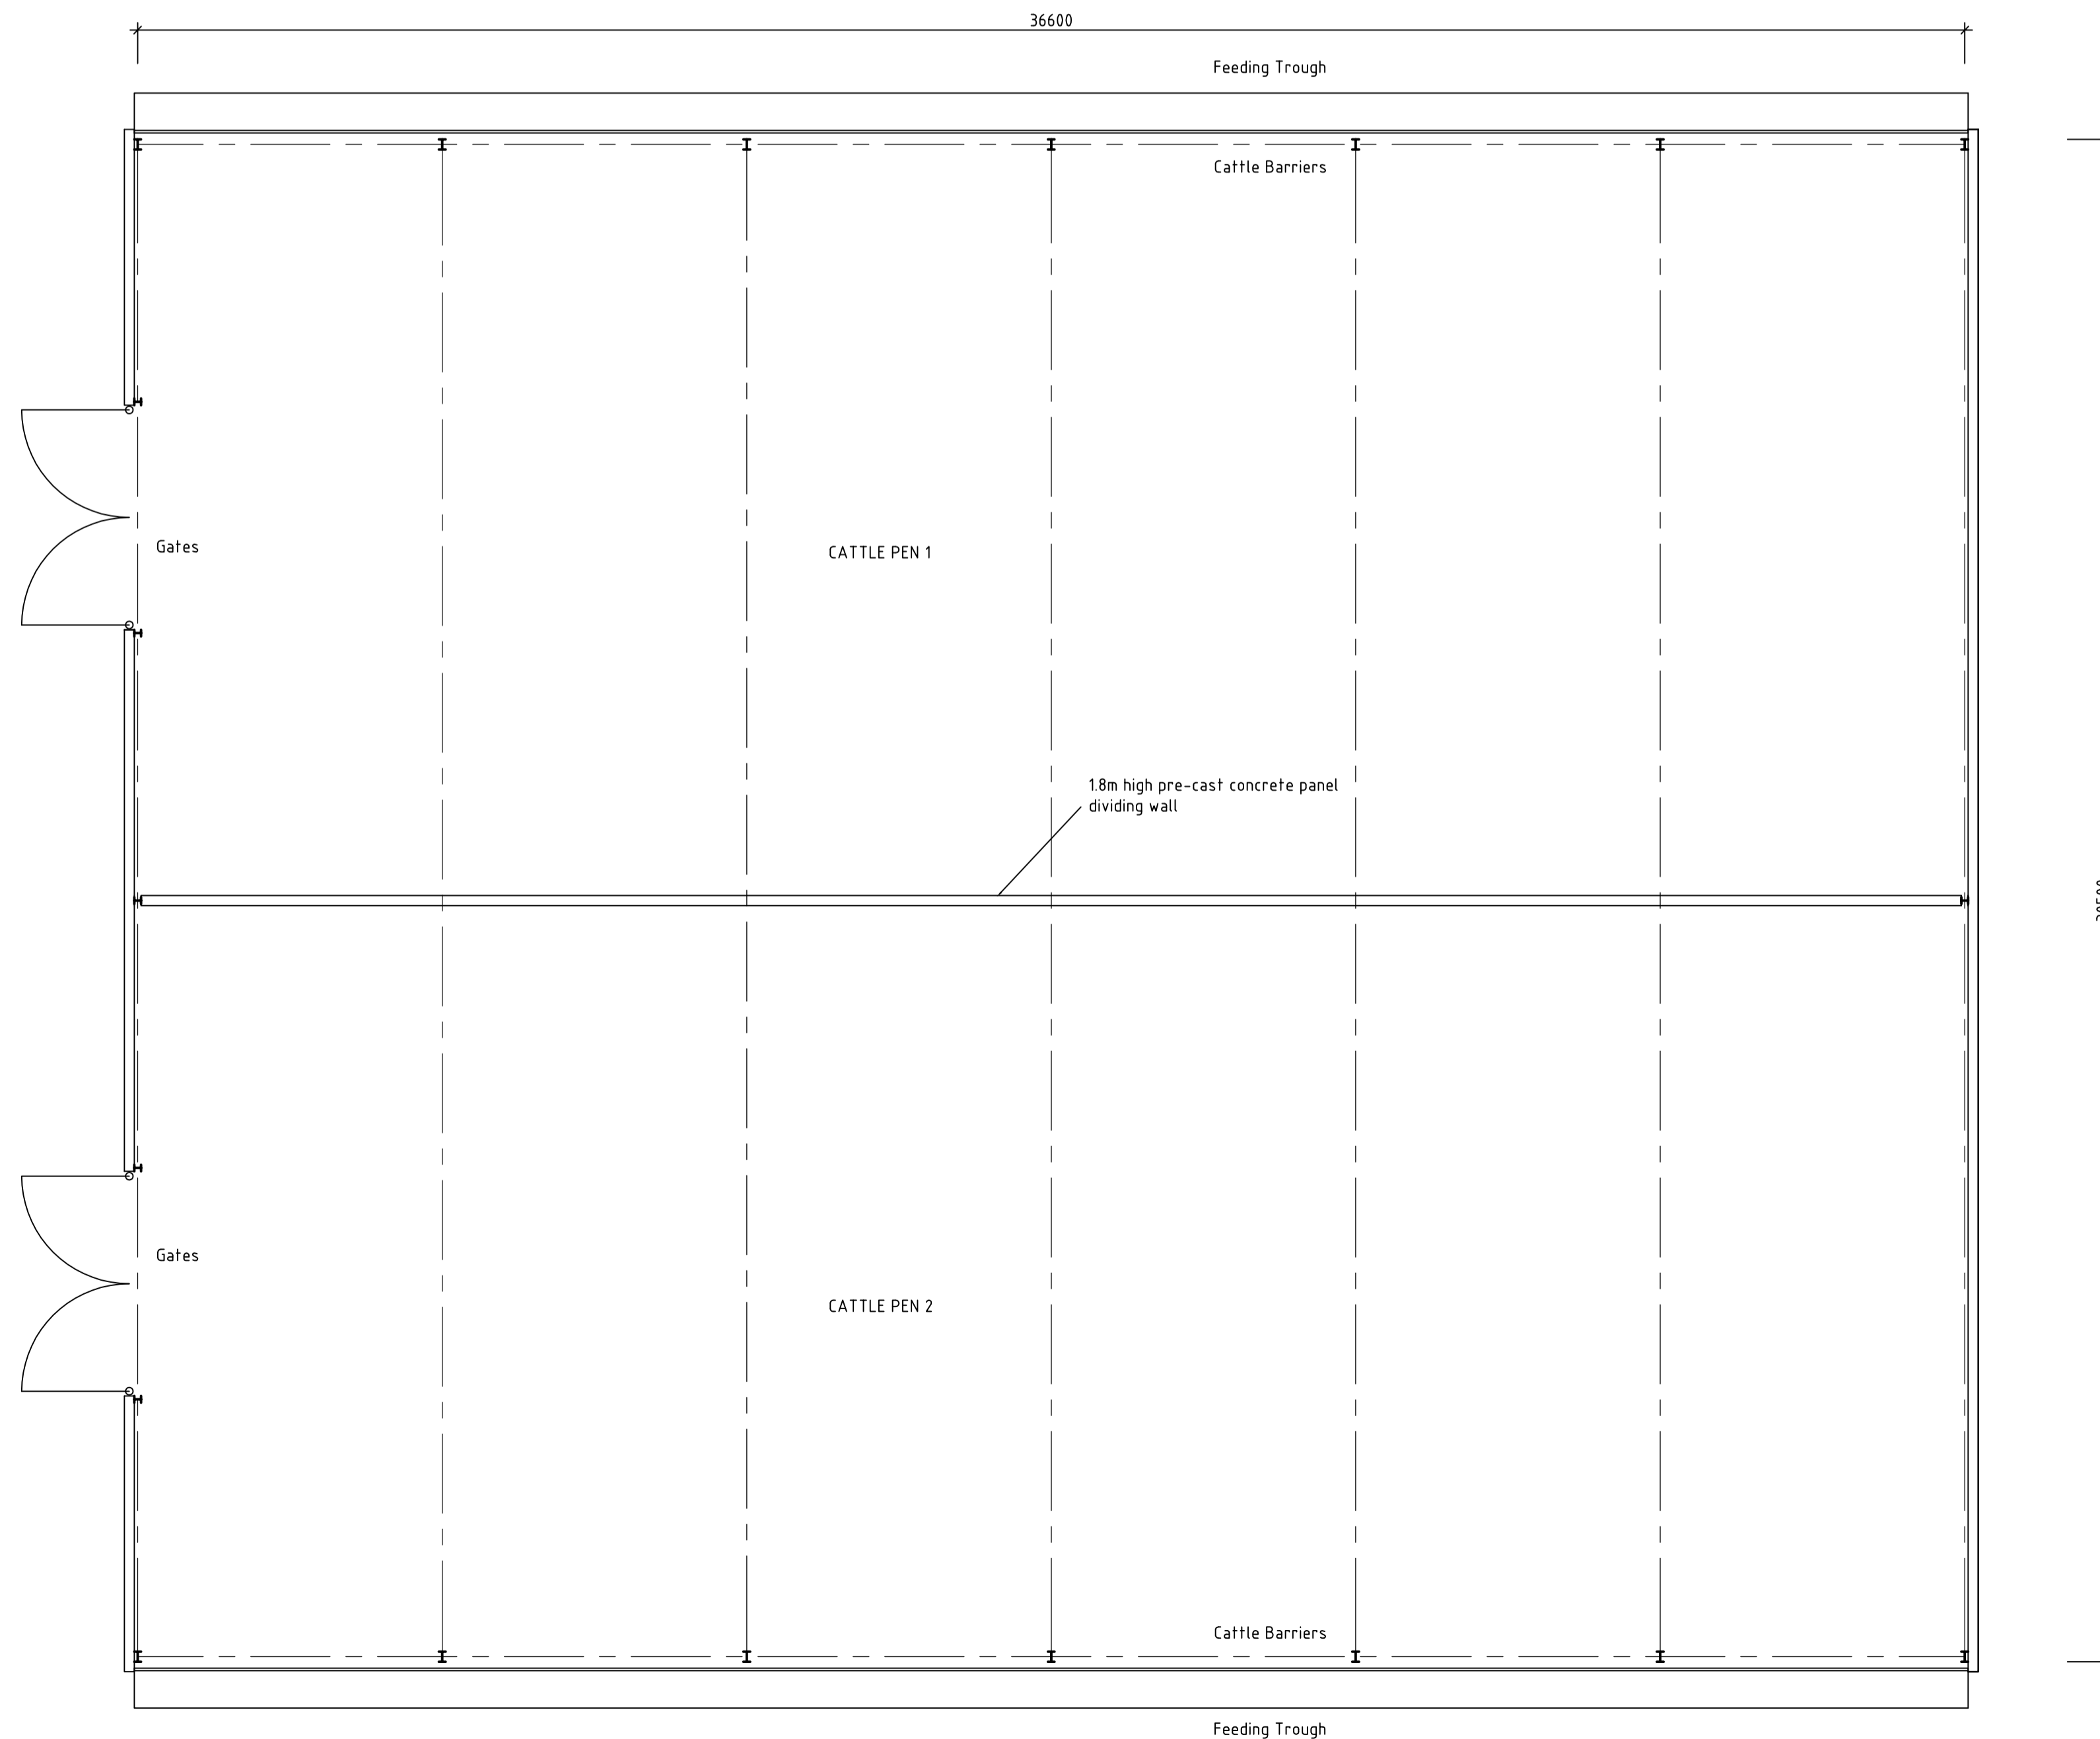 36600
Feeding Trough
Cattle Barriers
Gates
CATTLE PEN 1
1.8m high pre-cast concrete panel
dividing wall
Gates
CATTLE PEN 2
Cattle Barriers
Feeding Trough